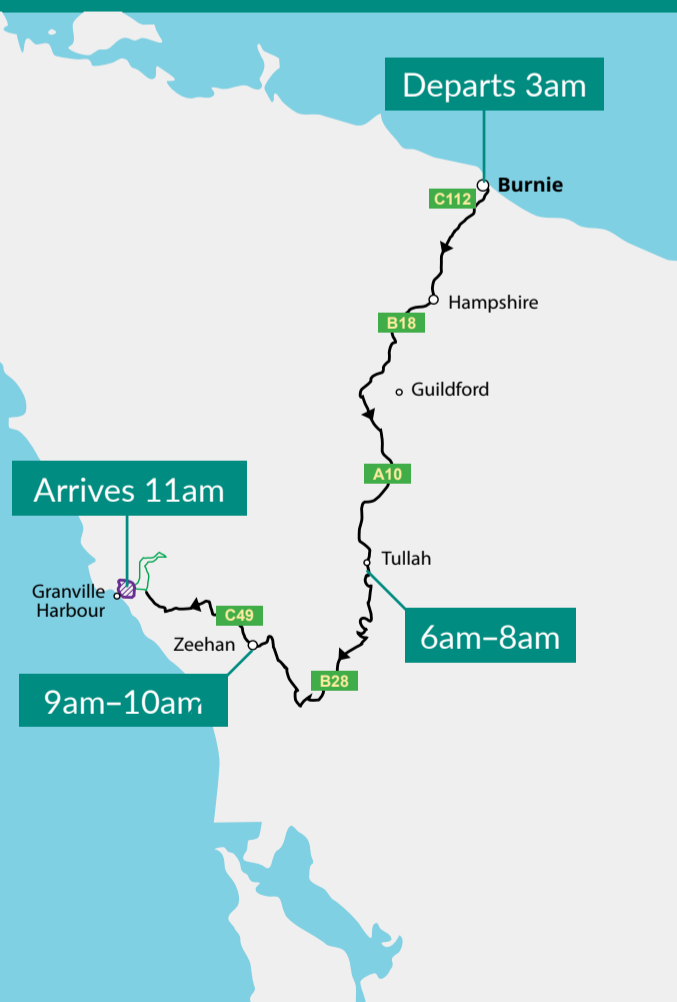 Departs 3am
Burnie
C112
Hampshire
B18
Guildford
A10
Arrives 11am
Tullah
Granville
Harbour
C49
6am–8am
Zeehan
B28
9am–10am